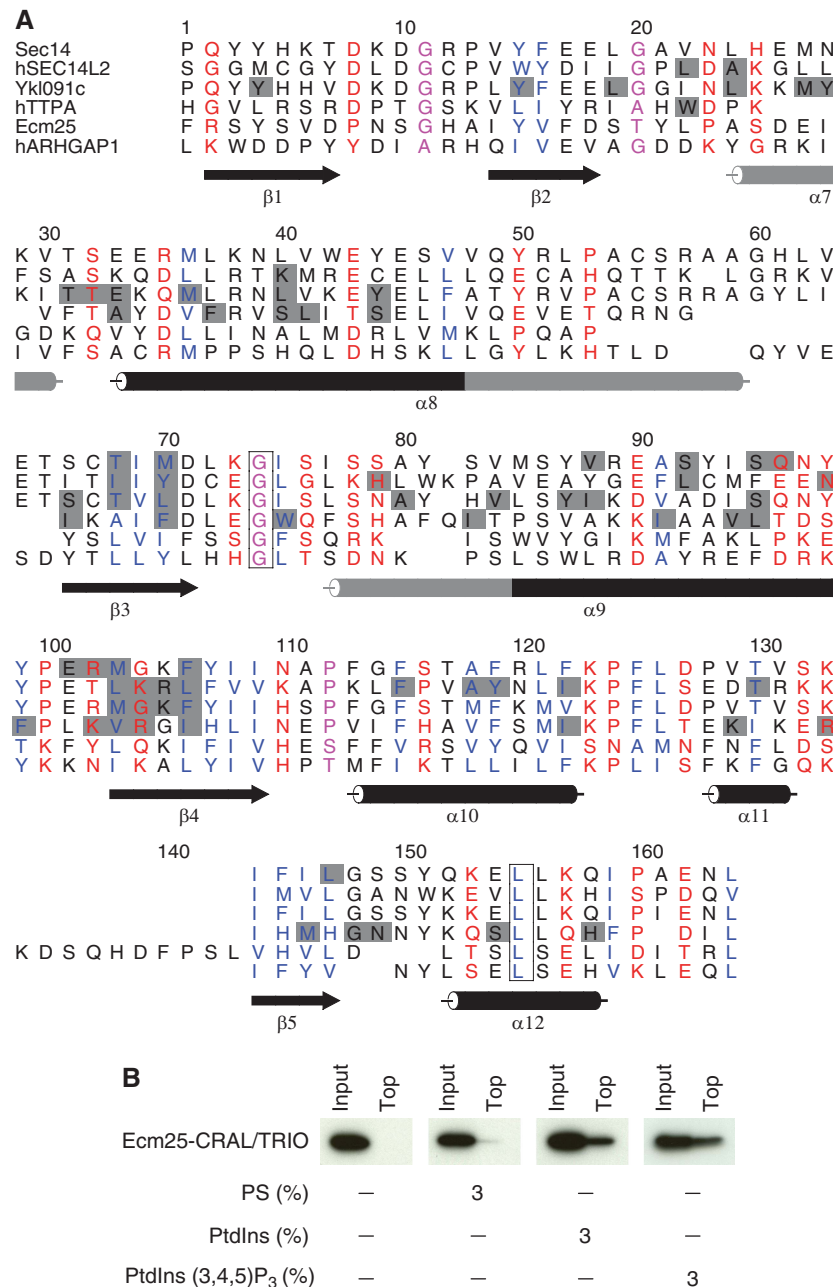 A
1 10 20
Sec14 P Q Y Y H K T D K D G R P V Y F E E L G A V N L H E M N
hSEC14L2 S G G M C G Y D L D G C P V W Y D I I G P L D A K G L L
Ykl091c P Q Y Y H H V D K D G R P L Y F E E L G G I N L K K M Y
hTTPA H G V L R S R D P T G S K V L I Y R I A H W D P K
Ecm25 F R S Y S V D P N S G H A I Y V F D S T Y L P A S D E I
hARHGAP1 L K W D D P Y Y D I A R H Q I V E V A G D D K Y G R K I
β1 β2 α7
30 40 50 60
K V T S E E R M L K N L V W E Y E S V V Q Y R L P A C S R A A G H L V
F S A S K Q D L L R T K M R E C E L L L Q E C A H Q T T K L G R K V
K I T T E K Q M L R N L V K E Y E L F A T Y R V P A C S R R A G Y L I
V F T A Y D V F R V S L I T S E L I V Q E V E T Q R N G
G D K Q V Y D L L I N A L M D R L V M K L P Q A P
I V F S A C R M P P S H Q L D H S K L L G Y L K H T L D Q Y V E
α8
70 80 90
E T S C T I M D L K G I S I S S A Y S V M S Y V R E A S Y I S Q N Y
E T I T I I Y D C E G L G L K H L W K P A V E A Y G E F L C M F E E N
E T S C T V L D L K G I S L S N A Y H V L S Y I K D V A D I S Q N Y
I K A I F D L E G W Q F S H A F Q I T P S V A K K I A A V L T D S
Y S L V I F S S G F S Q R K I S W V Y G I K M F A K L P K E
S D Y T L L Y L H H G L T S D N K P S L S W L R D A Y R E F D R K
β3 α9
100 110 120 130
Y P E R M G K F Y I I N A P F G F S T A F R L F K P F L D P V T V S K
Y P E T L K R L F V V K A P K L F P V A Y N L I K P F L S E D T R K K
Y P E R M G K F Y I I H S P F G F S T M F K M V K P F L D P V T V S K
F P L K V R G I H L I N E P V I F H A V F S M I K P F L T E K I K E R
T K F Y L Q K I F I V H E S F F V R S V Y Q V I S N A M N F N F L D S
Y K K N I K A L Y I V H P T M F I K T L L I L F K P L I S F K F G Q K
β4 α10 α11
140 150 160
I F I L G S S Y Q K E L L K Q I P A E N L
I M V L G A N W K E V L L K H I S P D Q V
I F I L G S S Y K K E L L K Q I P I E N L
I H M H G N N Y K Q S L L Q H F P D I L
K D S Q H D F P S L V H V L D L T S L S E L I D I T R L
I F Y V N Y L S E L S E H V K L E Q L
β5 α12
B
Input Top Input Top Input Top Input Top
Ecm25-CRAL/TRIO
PS (%) – 3 – –
PtdIns (%) – – 3 –
PtdIns (3,4,5)P3 (%) – – – 3